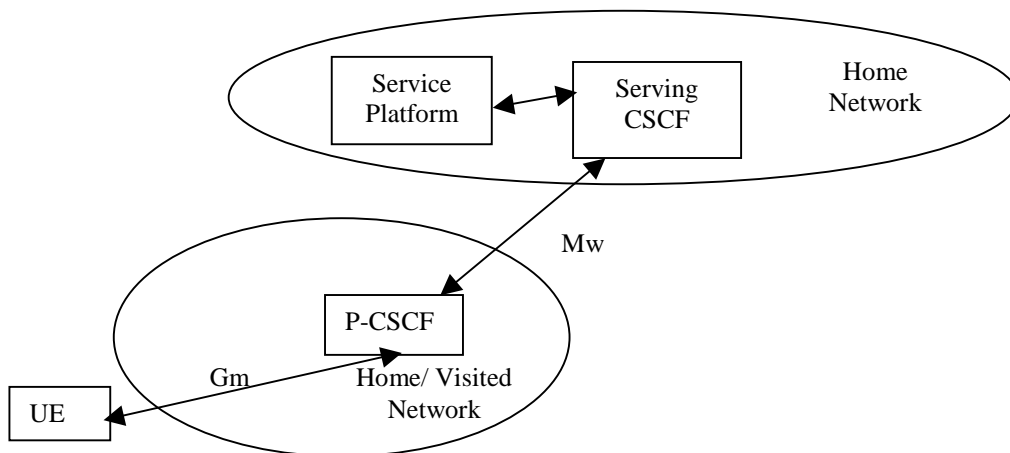 Service
Platform
Serving
CSCF
Home
Network
Mw
P-CSCF
Gm
Home/ Visited
Network
UE